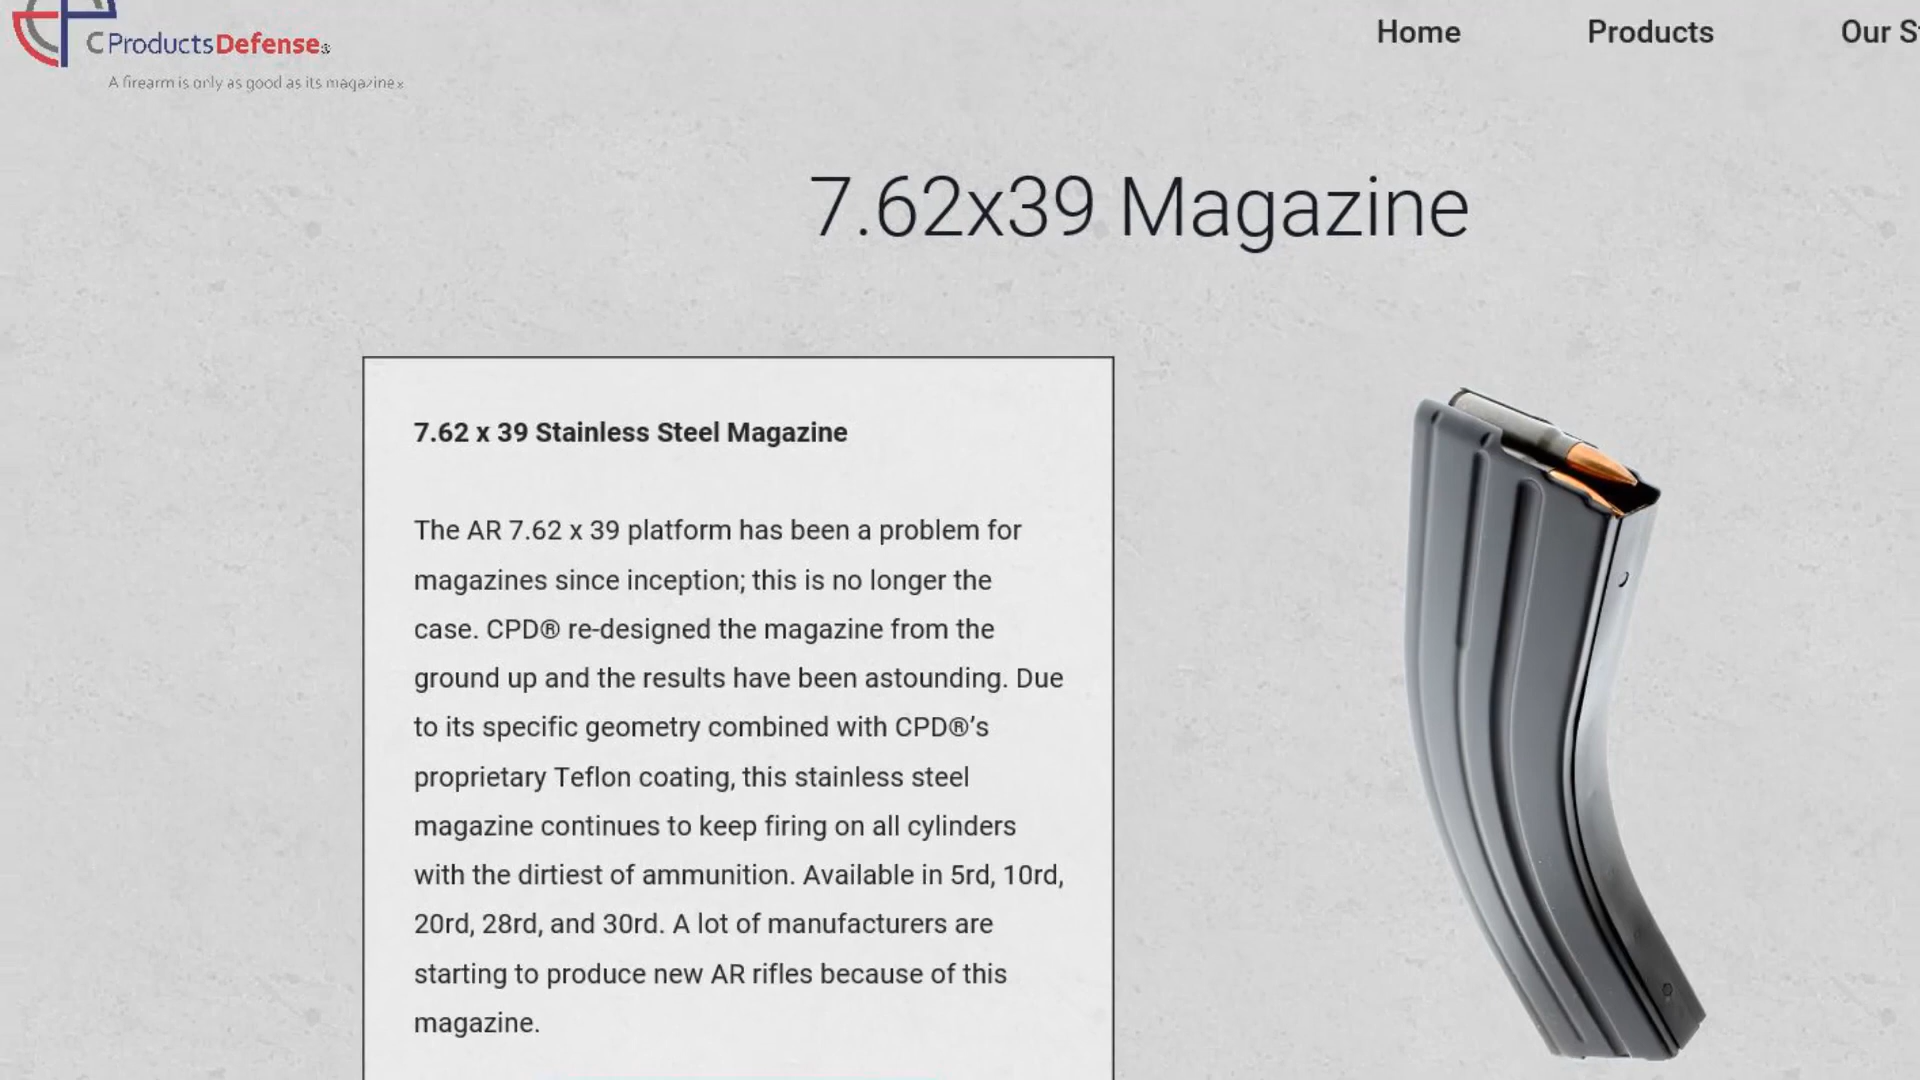 CProductsDefense®
A firearm is only as good as its magazine
Home Products Our St
7.62x39 Magazine
7.62 x 39 Stainless Steel Magazine
The AR 7.62 x 39 platform has been a problem for
magazines since inception; this is no longer the
case. CPD® re-designed the magazine from the
ground up and the results have been astounding. Due
to its specific geometry combined with CPD®’s
proprietary Teflon coating, this stainless steel
magazine continues to keep firing on all cylinders
with the dirtiest of ammunition. Available in 5rd, 10rd,
20rd, 28rd, and 30rd. A lot of manufacturers are
starting to produce new AR rifles because of this
magazine.